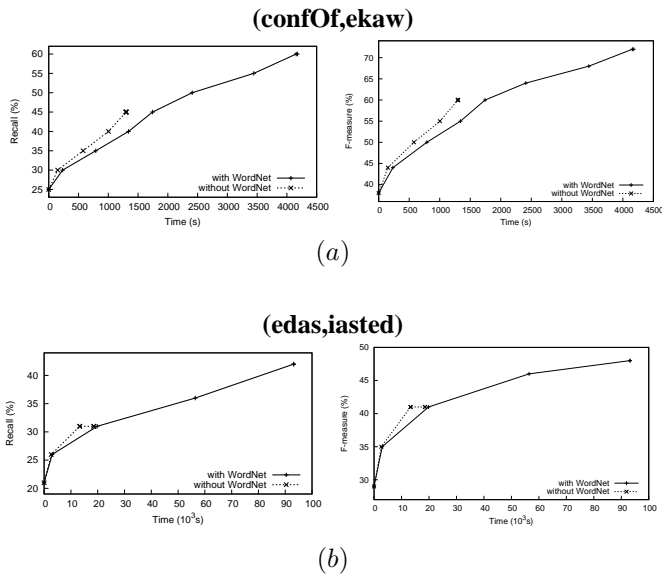 (confOf,ekaw)
60
55
50
45
40
35
30
25
Recall (%)
with WordNet
without WordNet
0 500 1000 1500 2000 2500 3000 3500 4000 4500
Time (s)
70
65
60
55
50
45
40
F-measure (%)
with WordNet
without WordNet
0 500 1000 1500 2000 2500 3000 3500 4000 4500
Time (s)
(a)
(edas,iasted)
40
35
30
25
20
Recall (%)
with WordNet
without WordNet
0 10 20 30 40 50 60 70 80 90 100
Time (10³s)
50
45
40
35
30
F-measure (%)
with WordNet
without WordNet
0 10 20 30 40 50 60 70 80 90 100
Time (10³s)
(b)